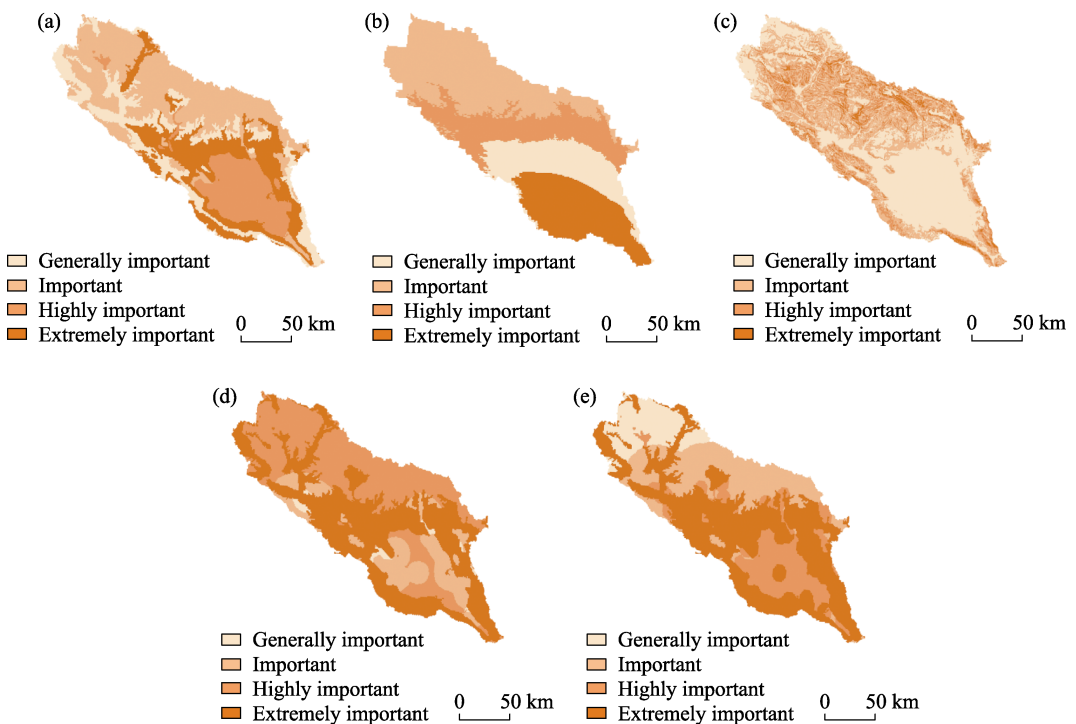 (a)
Generally important
Important
Highly important
Extremely important
0 50 km
(b)
Generally important
Important
Highly important
Extremely important
0 50 km
(c)
Generally important
Important
Highly important
Extremely important
0 50 km
(d)
Generally important
Important
Highly important
Extremely important
0 50 km
(e)
Generally important
Important
Highly important
Extremely important
0 50 km